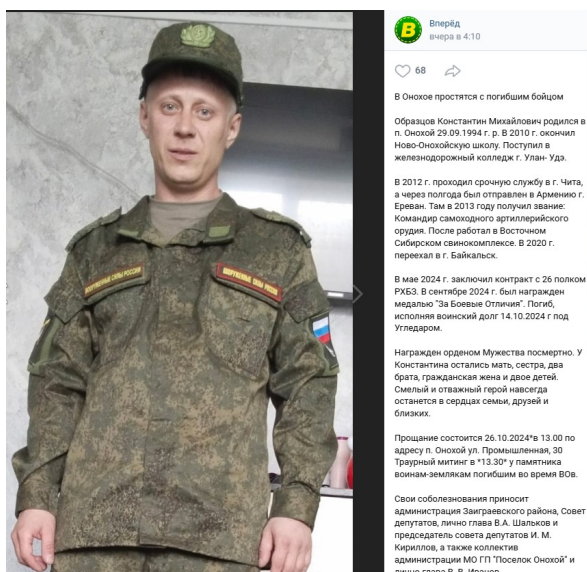 Вперёд
вчера в 4:10
68
В Онохое простятся с погибшим бойцом
Образцов Константин Михайлович родился в
п. Онохой 29.09.1994 г. р. В 2010 г. окончил
Ново-Онохойскую школу. Поступил в
железнодорожный колледж г. Улан- Удэ.
В 2012 г. проходил срочную службу в г. Чита,
а через полгода был отправлен в Армению г.
Ереван. Там в 2013 году получил звание:
Командир самоходного артиллерийского
орудия. После работал в Восточном
Сибирском свинокомплексе. В 2020 г.
переехал в г. Байкальск.
В мае 2024 г. заключил контракт с 26 полком
РХБЗ. В сентябре 2024 г. был награжден
медалью "За Боевые Отличия". Погиб,
исполняя воинский долг 14.10.2024 г под
Угледаром.
Награжден орденом Мужества посмертно. У
Константина остались мать, сестра, два
брата, гражданская жена и двое детей.
Смелый и отважный герой навсегда
останется в сердцах семьи, друзей и
близких.
Прощание состоится 26.10.2024*в 13.00 по
адресу п. Онохой ул. Промышленная, 30
Траурный митинг в *13.30* у памятника
воинам-землякам погибшим во время ВОв.
Свои соболезнования приносит
администрация Заиграевского района, Совет
депутатов, лично глава В.А. Шальков и
председатель совета депутатов И. М.
Кириллов, а также коллектив
администрации МО ГП "Поселок Онохой" и
лично глава В. В. Иванов
ВООРУЖЕННЫЕ СИЛЫ РОССИИ